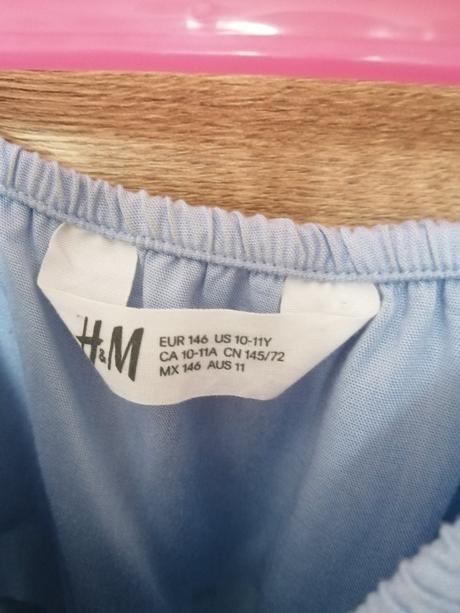 H&M
EUR 146 US 10-11Y
CA 10-11A CN 145/72
MX 146 AUS 11